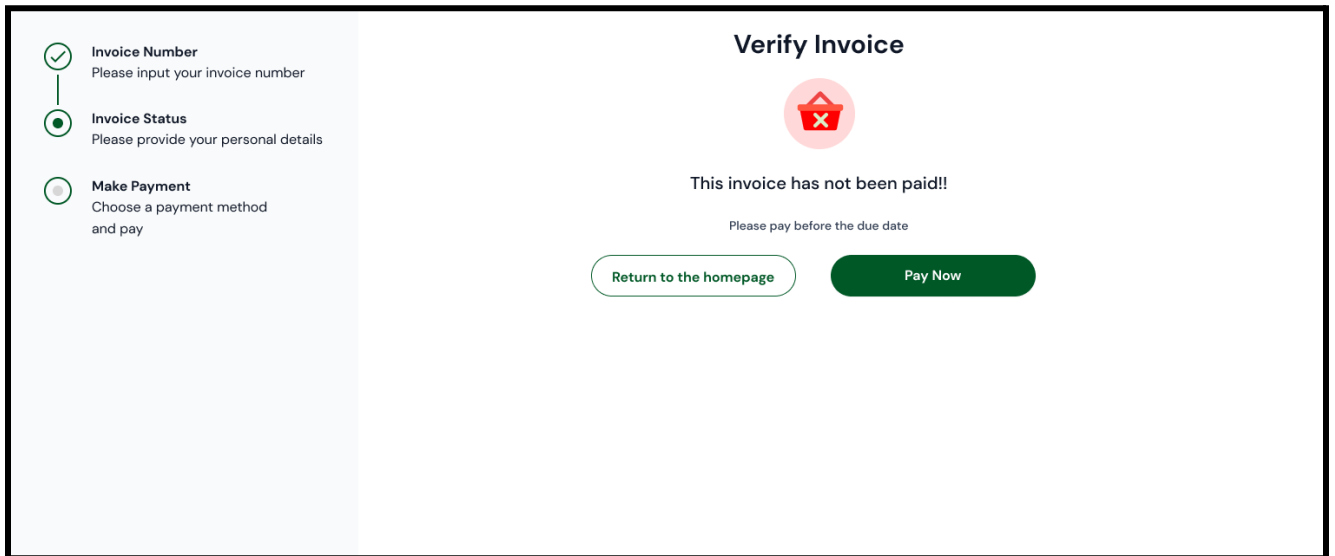 Invoice Number
Please input your invoice number
Invoice Status
Please provide your personal details
Make Payment
Choose a payment method
and pay
Verify Invoice
This invoice has not been paid!!
Please pay before the due date
Return to the homepage
Pay Now